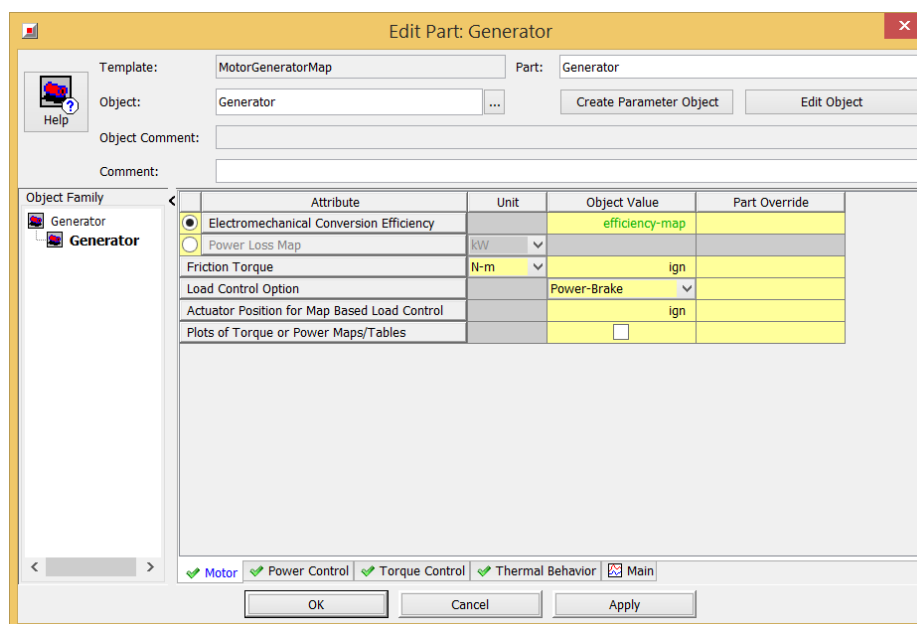 Edit Part: Generator
Template: MotorGeneratorMap Part: Generator
Object: Generator ... Create Parameter Object Edit Object
Help
Object Comment:
Comment:
Object Family
Generator
Generator
Attribute Unit Object Value Part Override
Electromechanical Conversion Efficiency efficiency-map
Power Loss Map kW
Friction Torque N-m ign
Load Control Option Power-Brake
Actuator Position for Map Based Load Control ign
Plots of Torque or Power Maps/Tables
Motor Power Control Torque Control Thermal Behavior Main
OK Cancel Apply